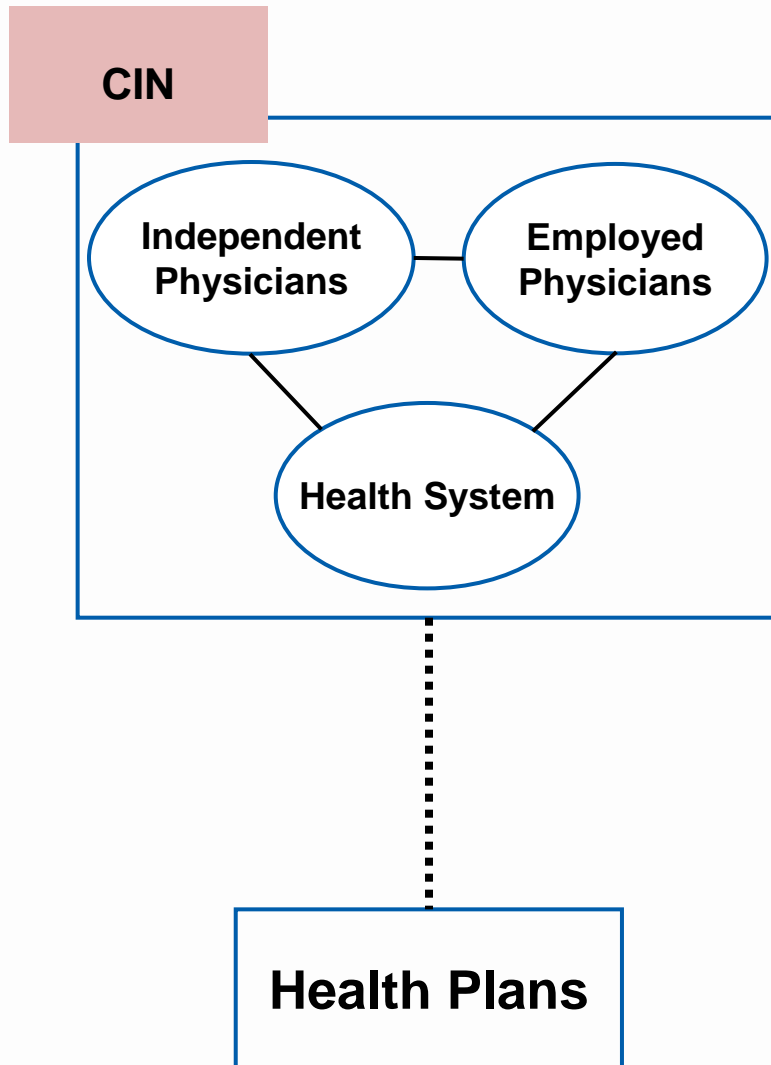 CIN
Independent
Physicians
Employed
Physicians
Health System
Health Plans